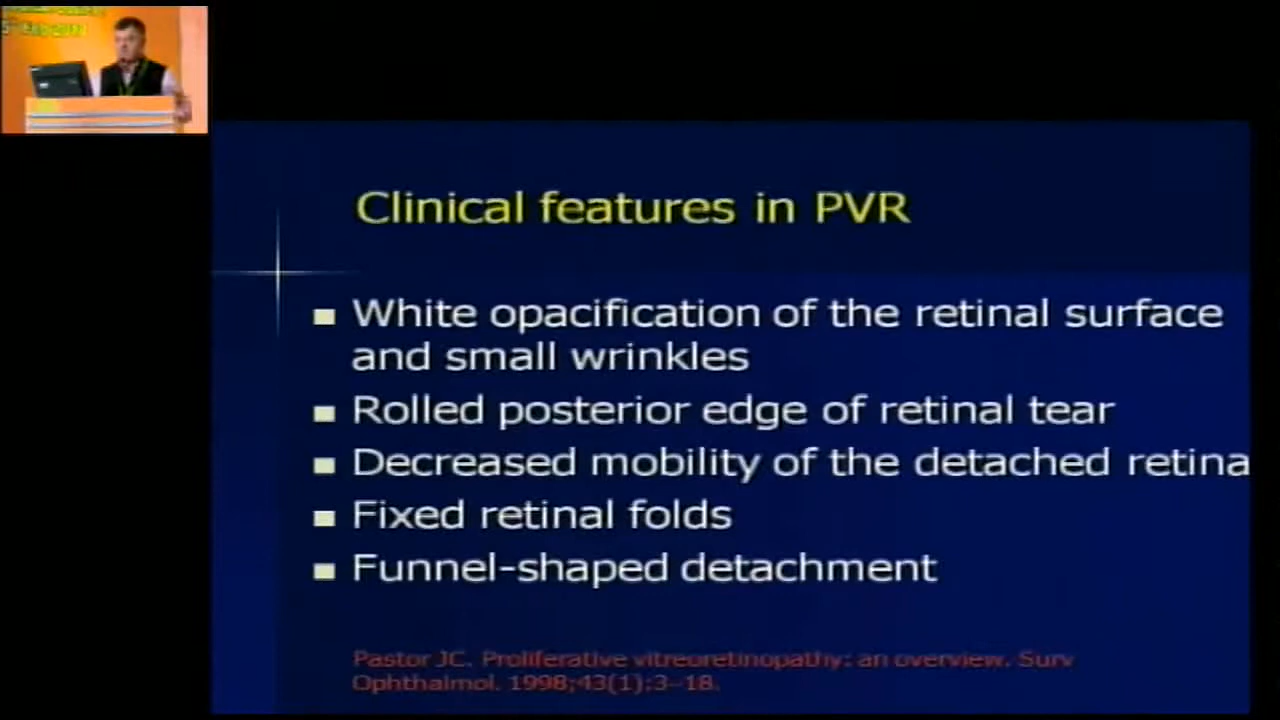 Clinical features in PVR
White opacification of the retinal surface
and small wrinkles
Rolled posterior edge of retinal tear
Decreased mobility of the detached retina
Fixed retinal folds
Funnel-shaped detachment
Pastor JC. Proliferative vitreoretinopathy: an overview. Surv
Ophthalmol. 1998;43(1):3–18.